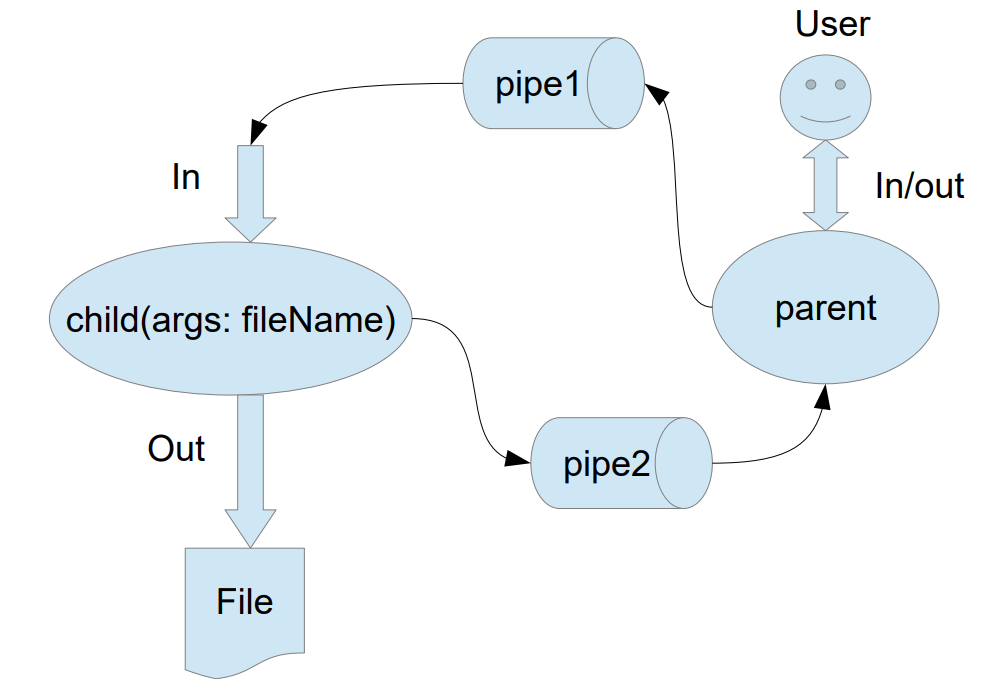 User
pipe1
In
In/out
child(args: fileName)
parent
Out
pipe2
File